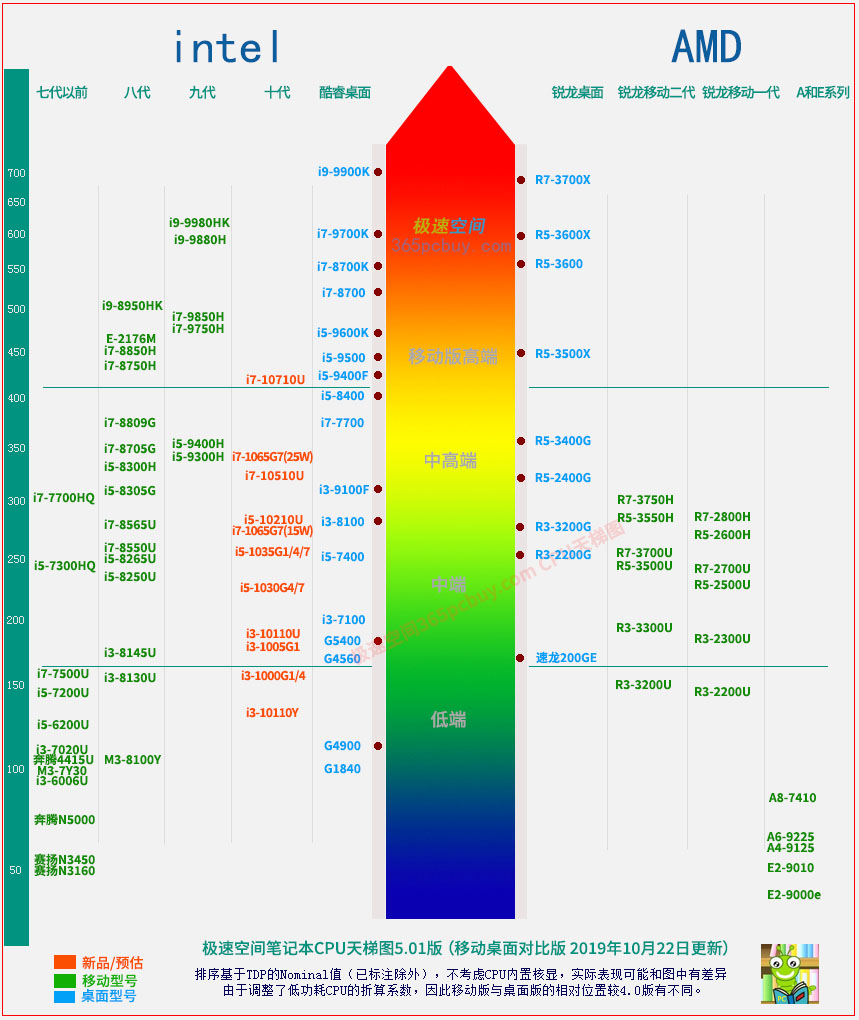 intel
AMD
七代以前
八代
九代
十代
酷睿桌面
锐龙桌面
锐龙移动二代
锐龙移动一代
A和E系列
700
650
600
550
500
450
400
350
300
250
200
150
100
50
i7-7700HQ
i5-7300HQ
i7-7500U
i5-7200U
i5-6200U
i3-7020U
奔腾4415U
M3-7Y30
i3-6006U
奔腾N5000
赛扬N3450
赛扬N3160
i9-8950HK
E-2176M
i7-8850H
i7-8750H
i7-8809G
i7-8705G
i5-8300H
i5-8305G
i7-8565U
i7-8550U
i5-8265U
i5-8250U
i3-8145U
i3-8130U
M3-8100Y
i9-9980HK
i9-9880H
i7-9850H
i7-9750H
i5-9400H
i5-9300H
i7-10710U
i7-1065G7(25W)
i7-10510U
i5-10210U
i7-1065G7(15W)
i5-1035G1/4/7
i5-1030G4/7
i3-10110U
i3-1005G1
i3-1000G1/4
i3-10110Y
i9-9900K
i7-9700K
i7-8700K
i7-8700
i5-9600K
i5-9500
i5-9400F
i5-8400
i7-7700
i3-9100F
i3-8100
i5-7400
i3-7100
G5400
G4560
G4900
G1840
极速空间
365pcbuy.com
移动版高端
中高端
中端
低端
极速空间365pcbuy.com CPU天梯图
R7-3700X
R5-3600X
R5-3600
R5-3500X
R5-3400G
R5-2400G
R3-3200G
R3-2200G
速龙200GE
R7-3750H
R5-3550H
R7-3700U
R5-3500U
R3-3300U
R3-3200U
R7-2800H
R5-2600H
R7-2700U
R5-2500U
R3-2300U
R3-2200U
A8-7410
A6-9225
A4-9125
E2-9010
E2-9000e
新品/预估
移动型号
桌面型号
极速空间笔记本CPU天梯图5.01版（移动桌面对比版 2019年10月22日更新）
排序基于TDP的Nominal值（已标注除外），不考虑CPU内置核显，实际表现可能和图中有差异
由于调整了低功耗CPU的折算系数，因此移动版与桌面版的相对位置较4.0版有不同。
PC